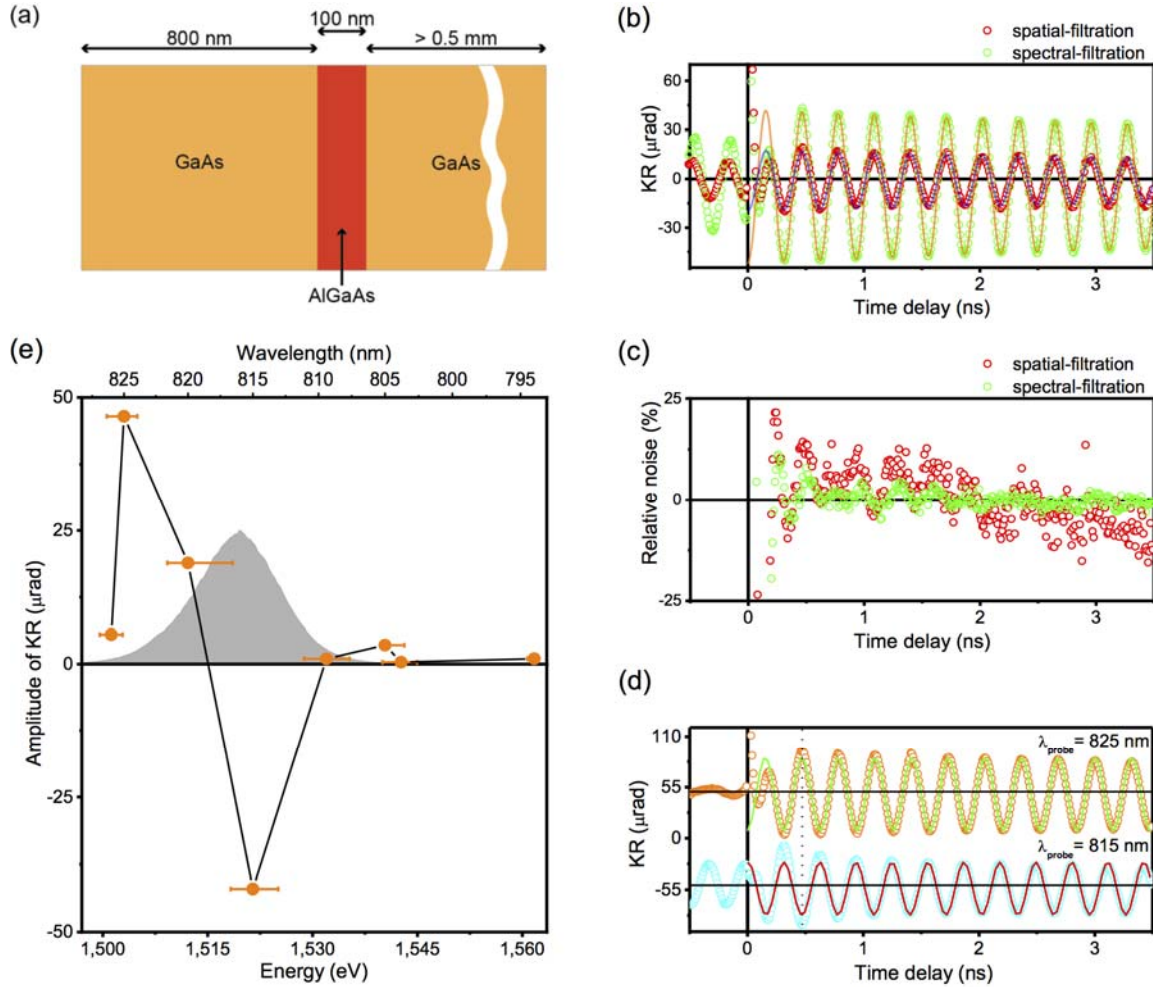 (a)
100 nm
800 nm
> 0.5 mm
GaAs
GaAs
AlGaAs
(b)
spatial-filtration
spectral-filtration
60
30
0
-30
KR (μrad)
0
1
2
3
Time delay (ns)
(c)
spatial-filtration
spectral-filtration
25
0
-25
Relative noise (%)
0
1
2
3
Time delay (ns)
(d)
λprobe= 825 nm
λprobe= 815 nm
110
55
0
-55
KR (μrad)
0
1
2
3
Time delay (ns)
(e)
Wavelength (nm)
825 820 815 810 805 800 795
50
25
0
-25
-50
Amplitude of KR (μrad)
1,500 1,515 1,530 1,545 1,560
Energy (eV)